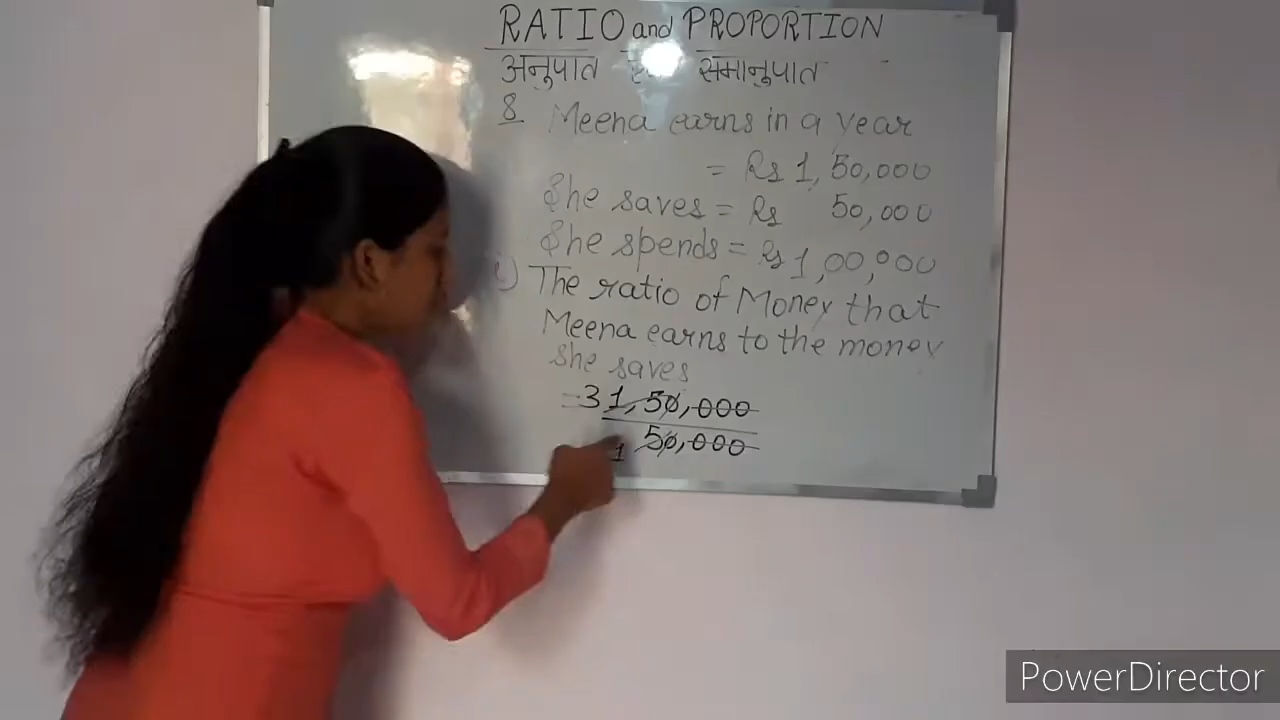 RATIO and PROPORTION
अनुपात समानुपात
8 Meena earns in a year
= Rs 1,50,000
She saves = Rs 50,000
She spends = Rs 1,00,000
i) The ratio of Money that
Meena earns to the money
she saves
=3 1,50,000
1 50,000
PowerDirector